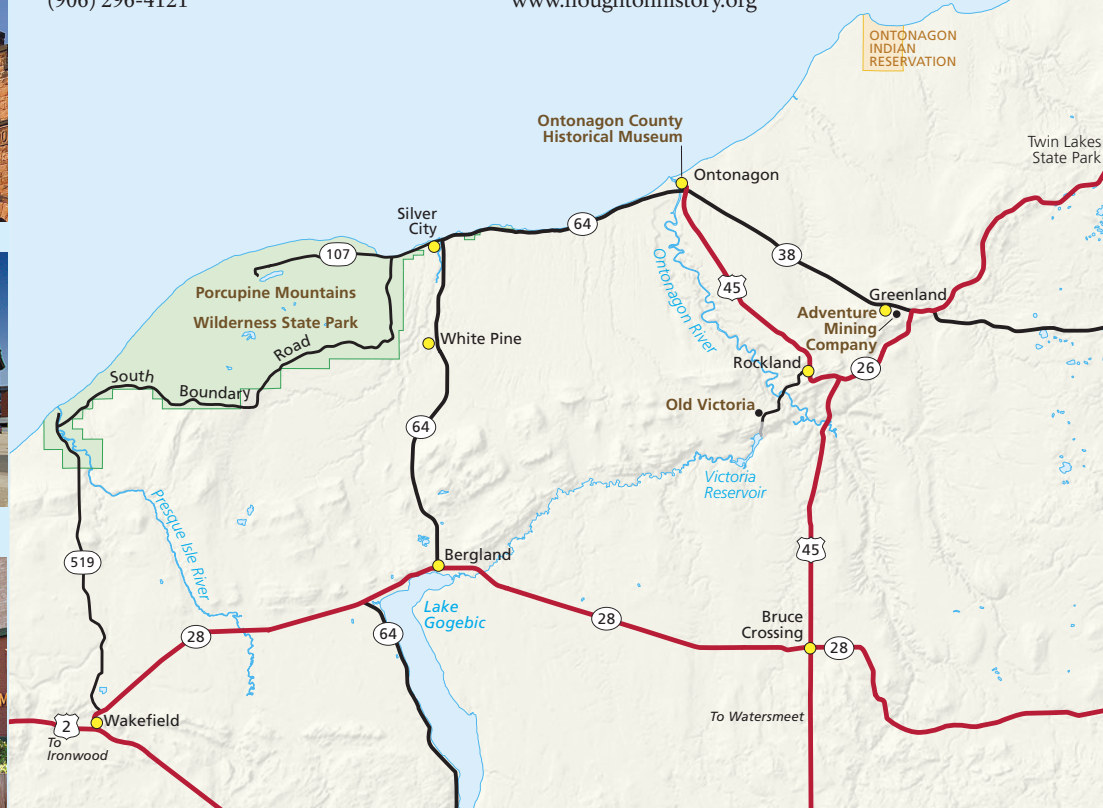 (906) 296-4121
www.houghtonhistory.org
ONTONAGON
INDIAN
RESERVATION
Ontonagon County
Historical Museum
Twin Lakes
State Park
Ontonagon
Silver
City
64
107
38
Porcupine Mountains
Wilderness State Park
45
Ontonagon River
Greenland
Adventure
Mining
Company
White Pine
Road
South
Boundary
Rockland
26
Old Victoria
64
Victoria
Reservoir
Presque Isle River
45
Bergland
519
Lake
Gogebic
28
28
64
Bruce
Crossing
28
To Watersmeet
2
Wakefield
To
Ironwood